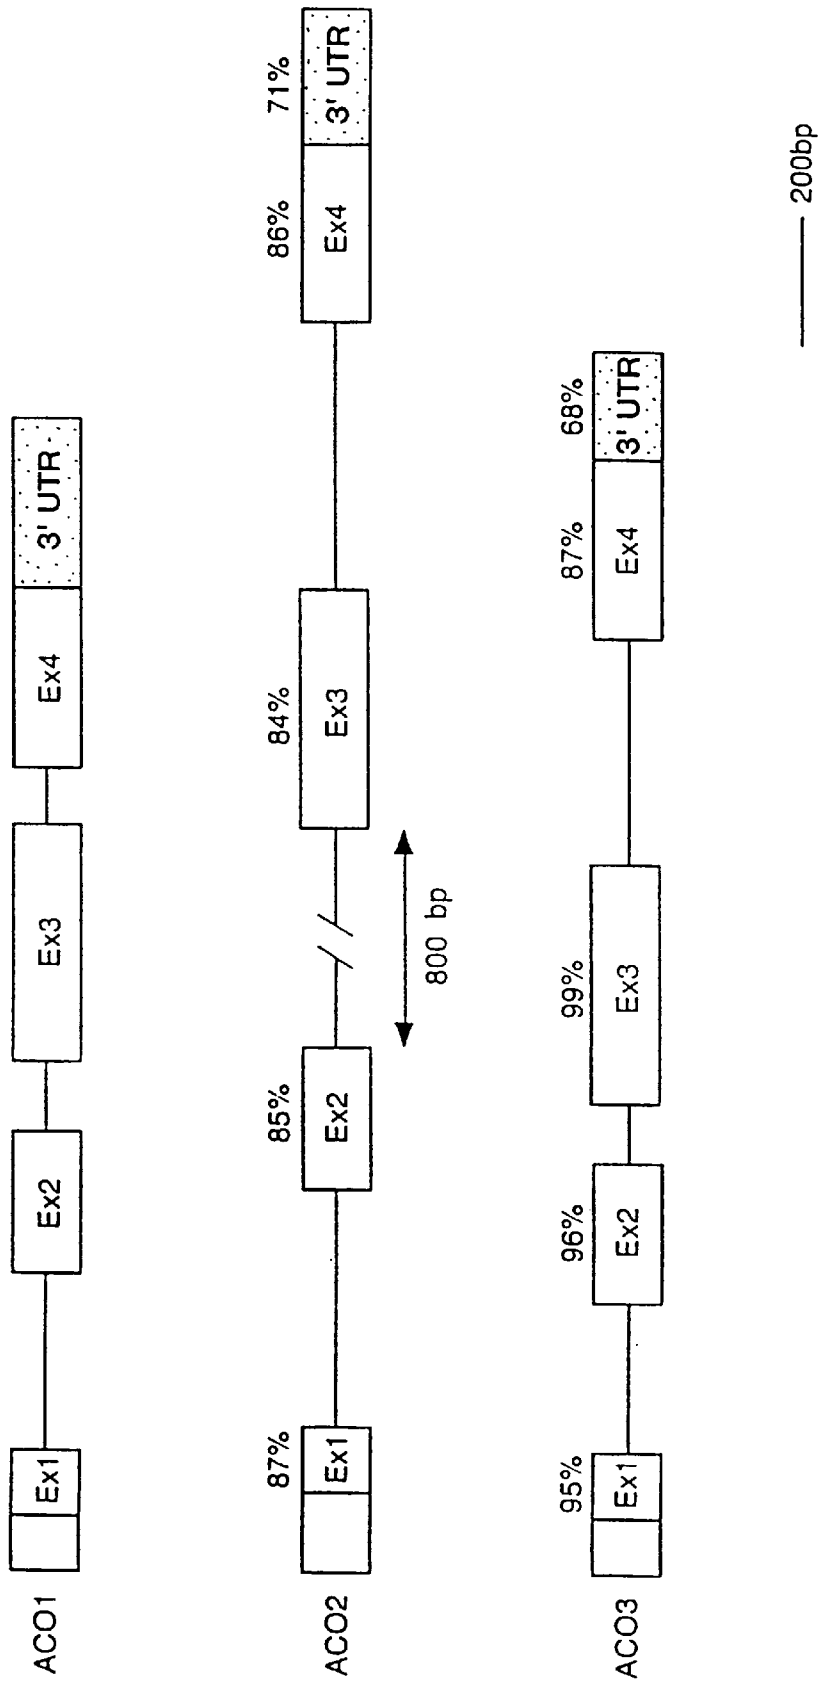 ACO1
Ex1
Ex2
Ex3
Ex4
3' UTR
87%
85%
84%
86%
71%
ACO2
Ex1
Ex2
Ex3
Ex4
3' UTR
800 bp
95%
96%
99%
87%
68%
ACO3
Ex1
Ex2
Ex3
Ex4
3' UTR
200bp